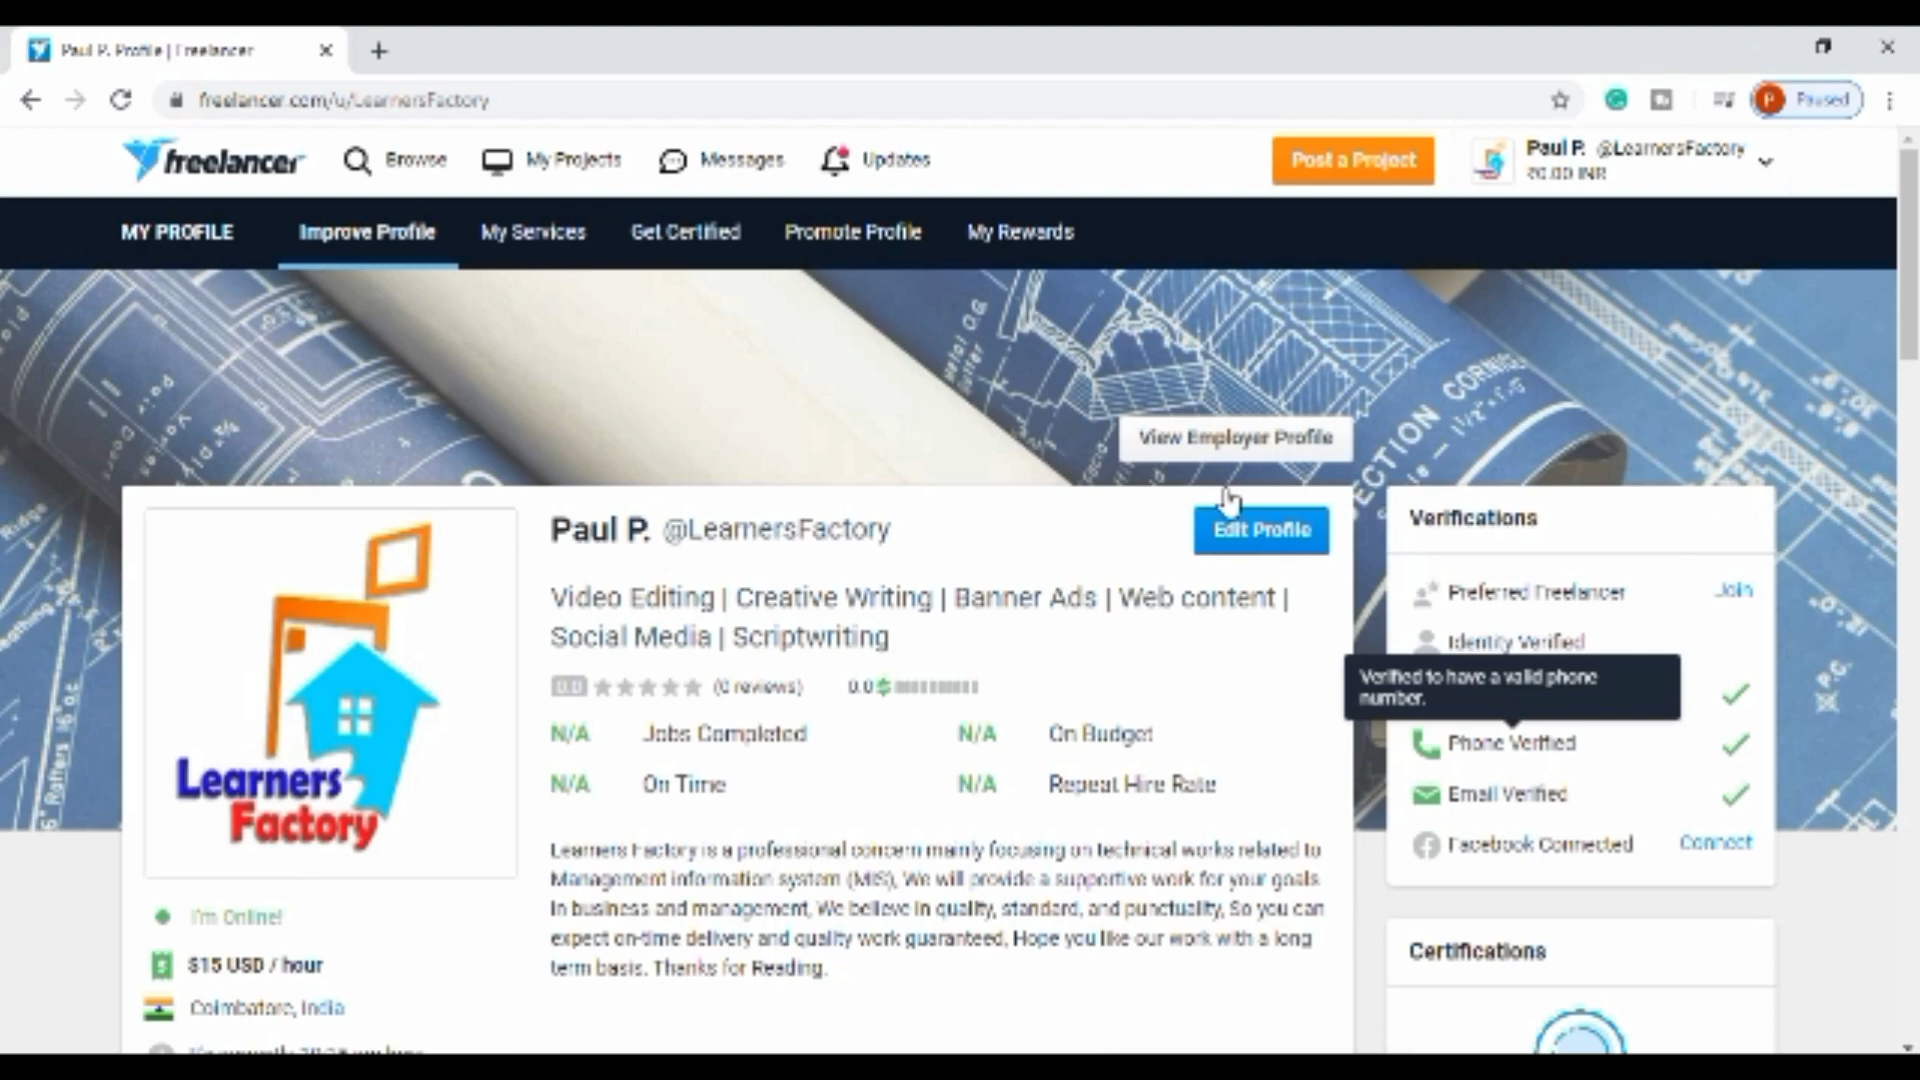 Paul P. Profile | Freelancer
freelancer.com/u/LearnersFactory
P Paused
freelancer
Browse
My Projects
Messages
Updates
Post a Project
Paul P. @LearnersFactory
₹0.00 INR
MY PROFILE
Improve Profile
My Services
Get Certified
Promote Profile
My Rewards
View Employer Profile
SECTION CORNICE
Paul P. @LearnersFactory
Edit Profile
Video Editing | Creative Writing | Banner Ads | Web content |
Social Media | Scriptwriting
0.0 (0 reviews) 0.0
N/A Jobs Completed N/A On Budget
N/A On Time N/A Repeat Hire Rate
Learners Factory is a professional concern mainly focusing on technical works related to
Management information system (MIS), We will provide a supportive work for your goals
in business and management, We believe in quality, standard, and punctuality, So you can
expect on-time delivery and quality work guaranteed, Hope you like our work with a long
term basis. Thanks for Reading.
Learners
Factory
I'm Online!
$15 USD / hour
Coimbatore, India
Verifications
Preferred Freelancer Join
Identity Verified
Verified to have a valid phone
number.
Phone Verified
Email Verified
Facebook Connected Connect
Certifications